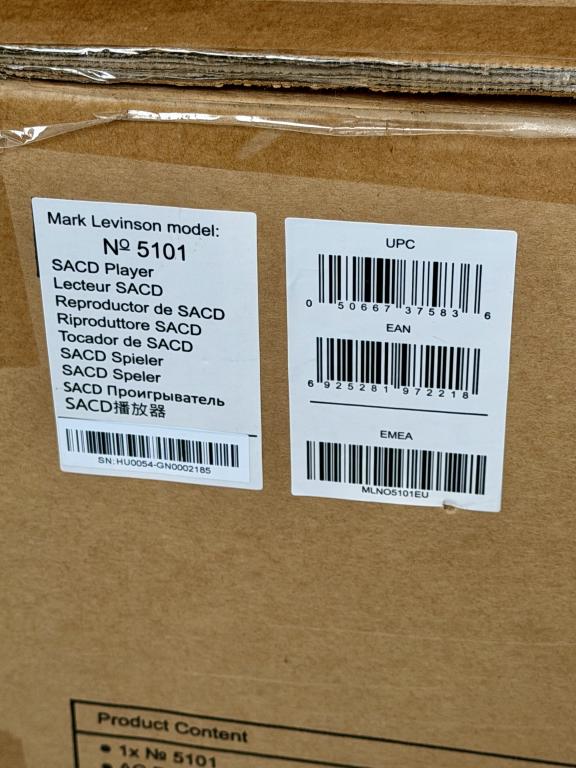 Mark Levinson model:
Nº 5101
SACD Player
Lecteur SACD
Reproductor de SACD
Riproduttore SACD
Tocador de SACD
SACD Spieler
SACD Speler
SACD Проигрыватель
SACD播放器
SN: HU0054-GN0002185
UPC
0 50667 37583 6
EAN
6 925281 972218
EMEA
MLNO5101EU
Product Content
● 1x Nº 5101